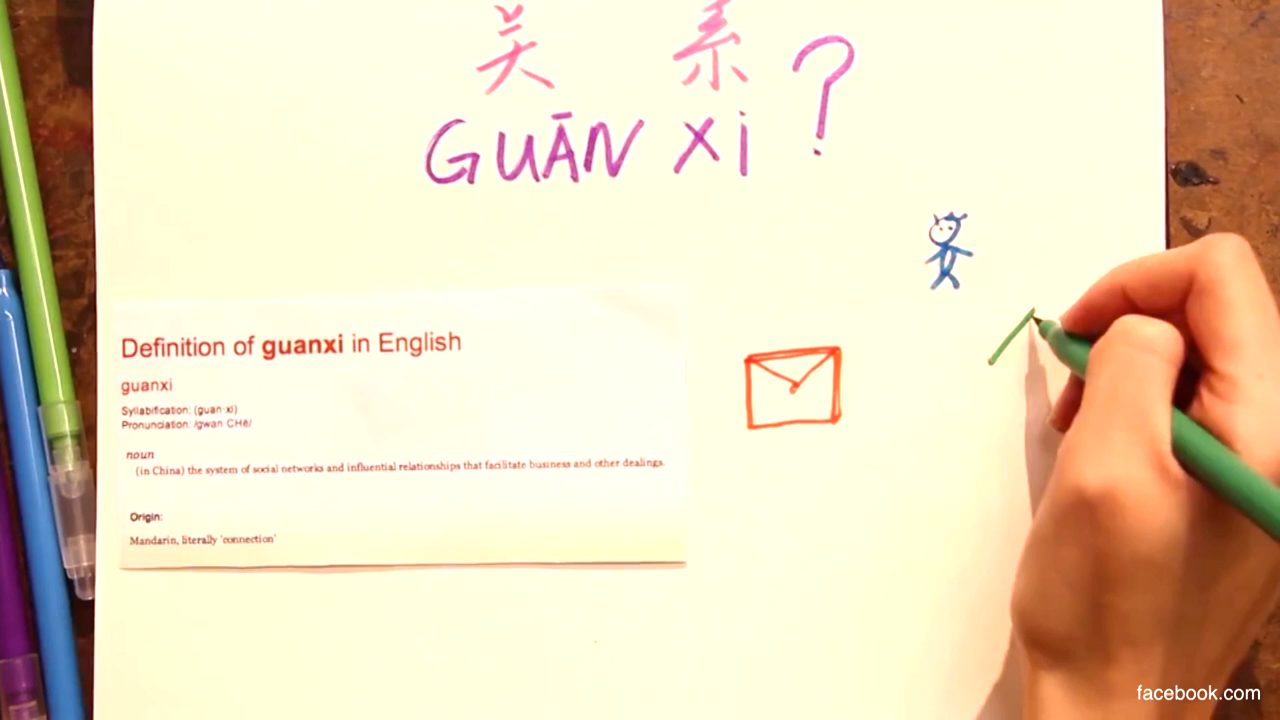 关 系
GUĀN Xi ?
Definition of guanxi in English
guanxi
Syllabification: (guan·xi)
Pronunciation: /gwan CHē/
noun
(in China) the system of social networks and influential relationships that facilitate business and other dealings.
Origin:
Mandarin, literally 'connection'
facebook.com